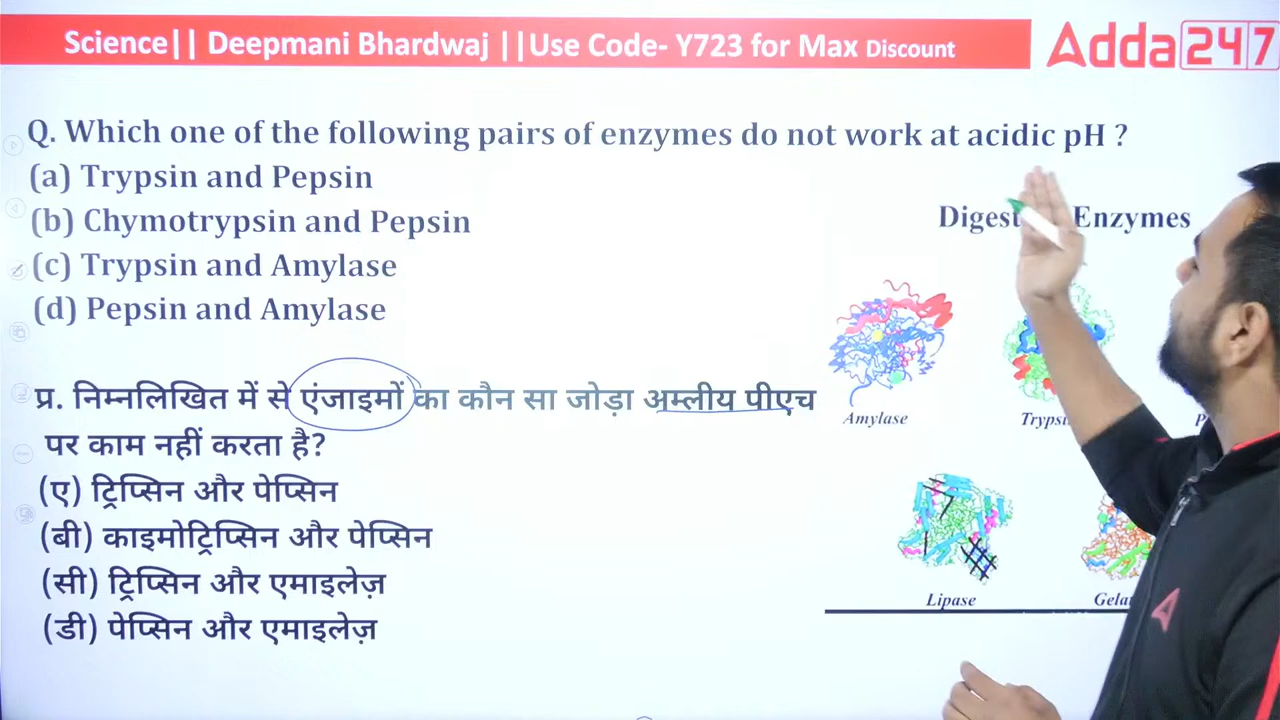 Science|| Deepmani Bhardwaj ||Use Code- Y723 for Max Discount
Adda247
Q. Which one of the following pairs of enzymes do not work at acidic pH ?
(a) Trypsin and Pepsin
(b) Chymotrypsin and Pepsin
(c) Trypsin and Amylase
(d) Pepsin and Amylase
Enzymes
Amylase
प्र. निम्नलिखित में से एंजाइमों का कौन सा जोड़ा अम्लीय पीएच
पर काम नहीं करता है?
(ए) ट्रिप्सिन और पेप्सिन
(बी) काइमोट्रिप्सिन और पेप्सिन
(सी) ट्रिप्सिन और एमाइलेज़
(डी) पेप्सिन और एमाइलेज़
Lipase